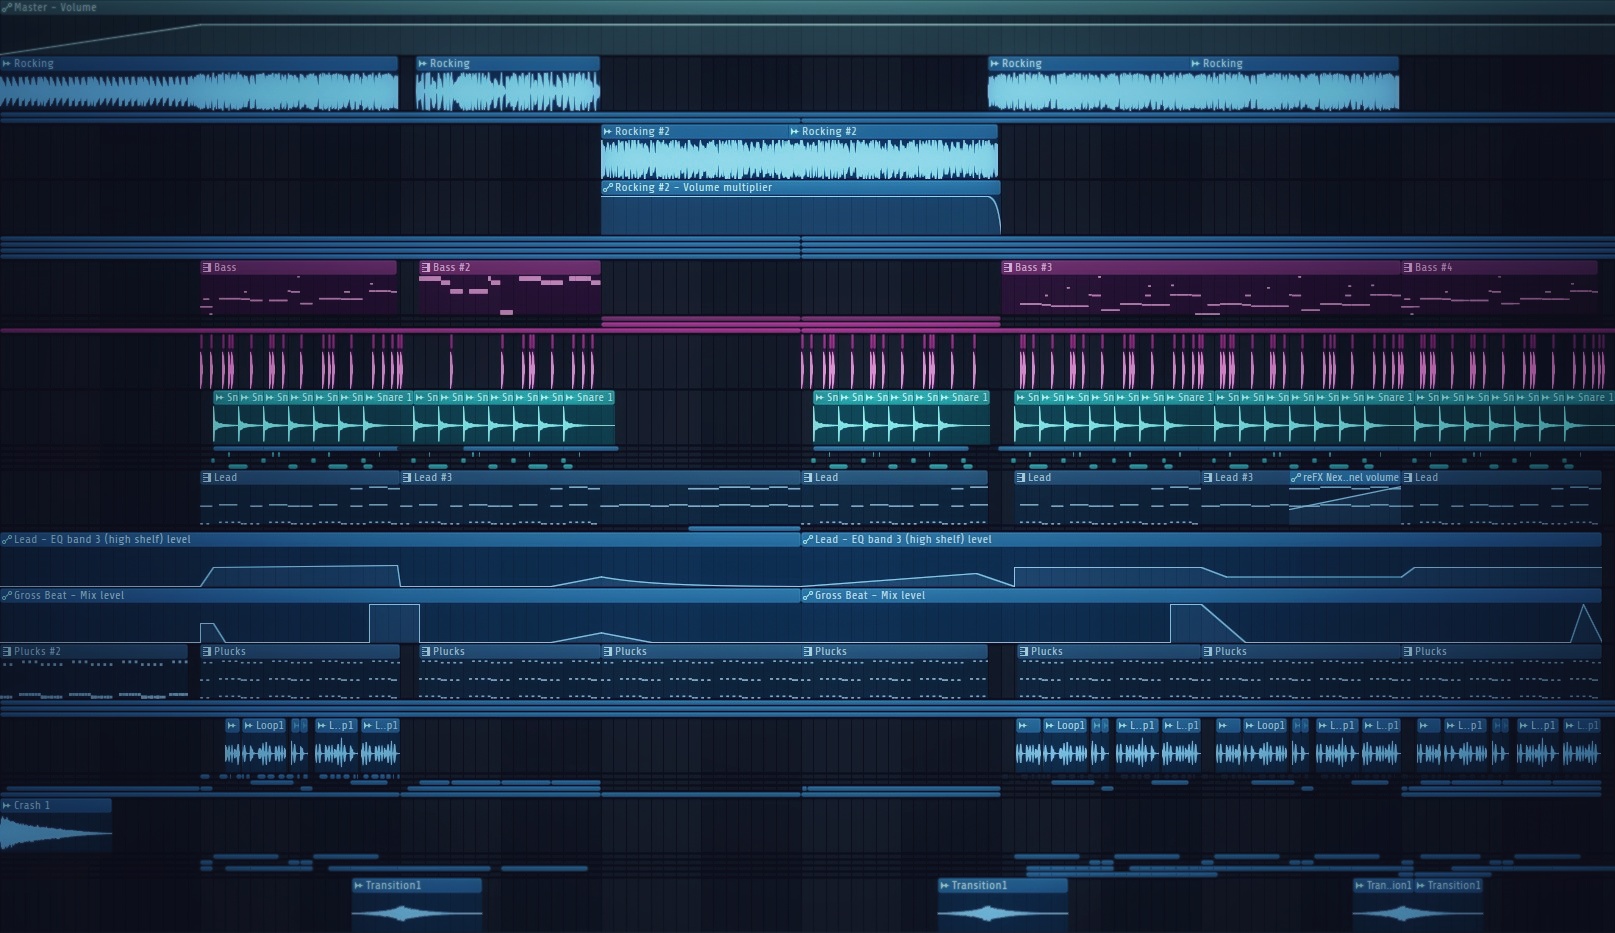 Master - Volume
Rocking Rocking Rocking Rocking
Rocking #2 Rocking #2
Rocking #2 - Volume multiplier
Bass Bass #2 Bass #3 Bass #4
Sn Sn Sn Sn Sn Sn Snare 1 Sn Sn Sn Sn Sn Sn Snare 1 Sn Sn Sn Sn Sn Snare 1 Sn Sn Sn Sn Sn Sn Snare 1 Sn Sn Sn Sn Sn Sn Snare 1 Sn Sn Sn Sn Sn Sn Snare 1
Lead Lead #3 Lead Lead Lead #3 reFX Nex..nel volume Lead
Lead - EQ band 3 (high shelf) level Lead - EQ band 3 (high shelf) level
Gross Beat - Mix level Gross Beat - Mix level
Plucks #2 Plucks Plucks Plucks Plucks Plucks Plucks Plucks
Loop1 L..p1 L..p1 Loop1 L..p1 L..p1 Loop1 L..p1 L..p1 L..p1 L..p1 L..p1
Crash 1
Transition1 Transition1 Tran..ion1 Transition1